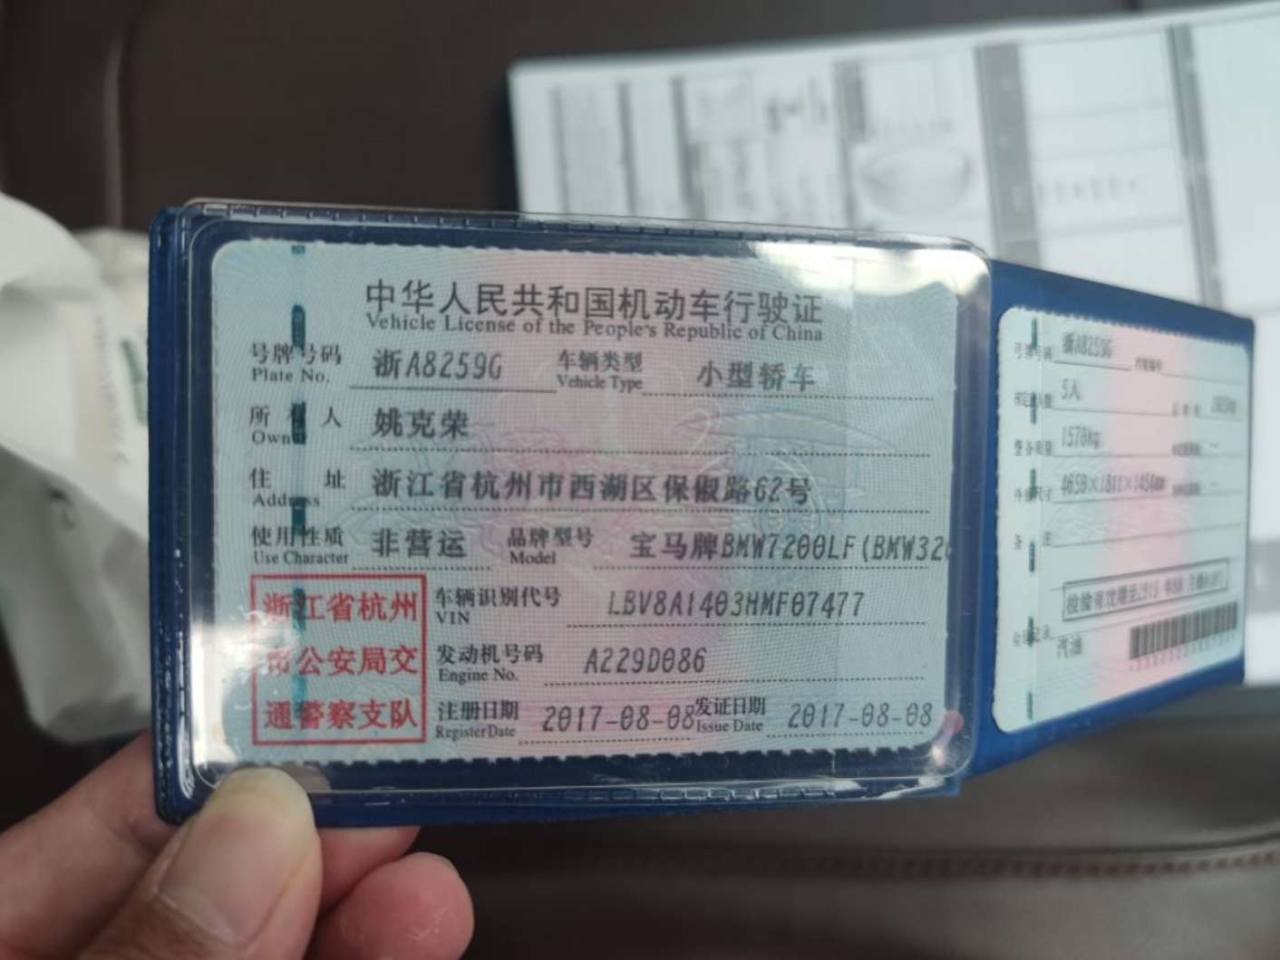 中华人民共和国机动车行驶证
Vehicle License of the People's Republic of China
号牌号码 浙A8259G 车辆类型 小型轿车
Plate No. Vehicle Type
所有人 姚克荣
Owner
住址 浙江省杭州市西湖区保俶路62号
Address
使用性质 非营运 品牌型号 宝马牌BMW7200LF(BMW320
Use Character Model
浙江省杭州
市公安局交
通警察支队
车辆识别代号 LBV8A1403HMF07477
VIN
发动机号码 A229D086
Engine No.
注册日期 2017-08-08 发证日期 2017-08-08
Register Date Issue Date
浙A8259G
5人
1570kg
汽油